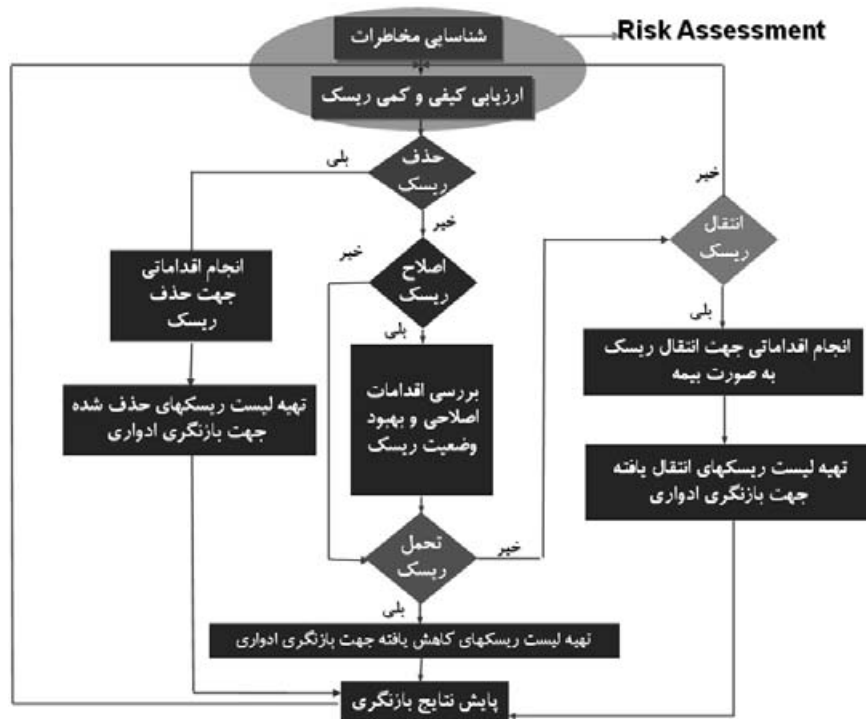 شناسایی مخاطرات
Risk Assessment
ارزیابی کیفی و کمی ریسک
بلی
حذف
ریسک
خیر
خیر
انتقال
ریسک
انجام اقداماتی
جهت حذف
ریسک
خیر
اصلاح
ریسک
بلی
بلی
انجام اقداماتی جهت انتقال ریسک
به صورت بیمه
تهیه لیست ریسکهای حذف شده
جهت بازنگری ادواری
بررسی اقدامات
اصلاحی و بهبود
وضعیت ریسک
تهیه لیست ریسکهای انتقال یافته
جهت بازنگری ادواری
تحمل
ریسک
خیر
بلی
تهیه لیست ریسکهای کاهش یافته جهت بازنگری ادواری
پایش نتایج بازنگری